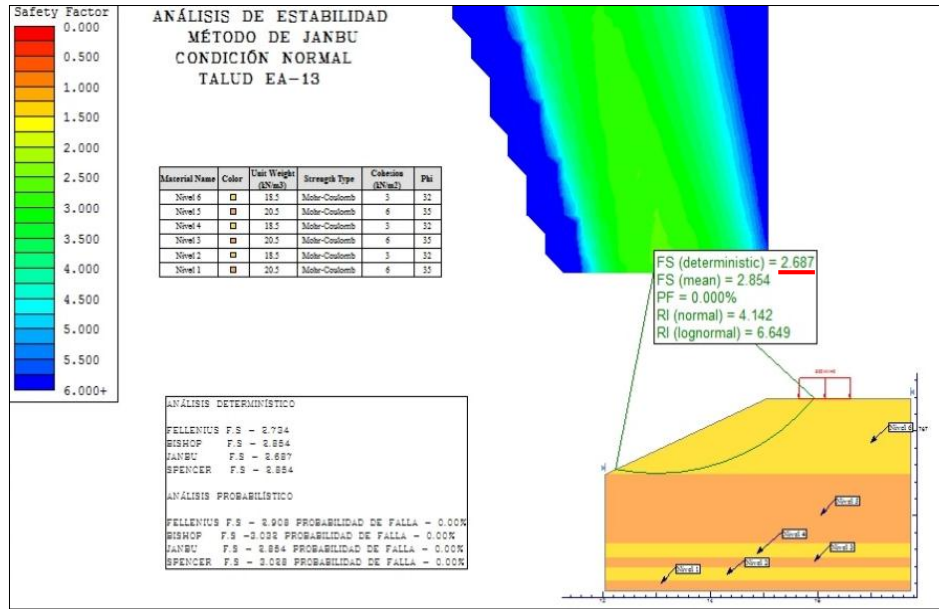 Safety Factor
0.000
0.500
1.000
1.500
2.000
2.500
3.000
3.500
4.000
4.500
5.000
5.500
6.000+
ANÁLISIS DE ESTABILIDAD
MÉTODO DE JANBU
CONDICIÓN NORMAL
TALUD EA-13
Material Name Color Unit Weight (kN/m3) Strength Type Cohesion (kN/m2) Phi
Nivel 6 18.5 Mohr-Coulomb 3 32
Nivel 5 20.5 Mohr-Coulomb 6 35
Nivel 4 18.5 Mohr-Coulomb 3 32
Nivel 3 20.5 Mohr-Coulomb 6 35
Nivel 2 18.5 Mohr-Coulomb 3 32
Nivel 1 20.5 Mohr-Coulomb 6 35
FS (deterministic) = 2.687
FS (mean) = 2.854
PF = 0.000%
RI (normal) = 4.142
RI (lognormal) = 6.649
ANÁLISIS DETERMINÍSTICO
FELLENIUS F.S - 2.734
BISHOP F.S - 2.854
JANBU F.S - 2.687
SPENCER F.S - 2.854
ANÁLISIS PROBABILÍSTICO
FELLENIUS F.S - 2.908 PROBABILIDAD DE FALLA - 0.00%
BISHOP F.S -3.032 PROBABILIDAD DE FALLA - 0.00%
JANBU F.S - 2.854 PROBABILIDAD DE FALLA - 0.00%
SPENCER F.S - 3.028 PROBABILIDAD DE FALLA - 0.00%
Nivel 6
Nivel 4
Nivel 3
Nivel 2
Nivel 1